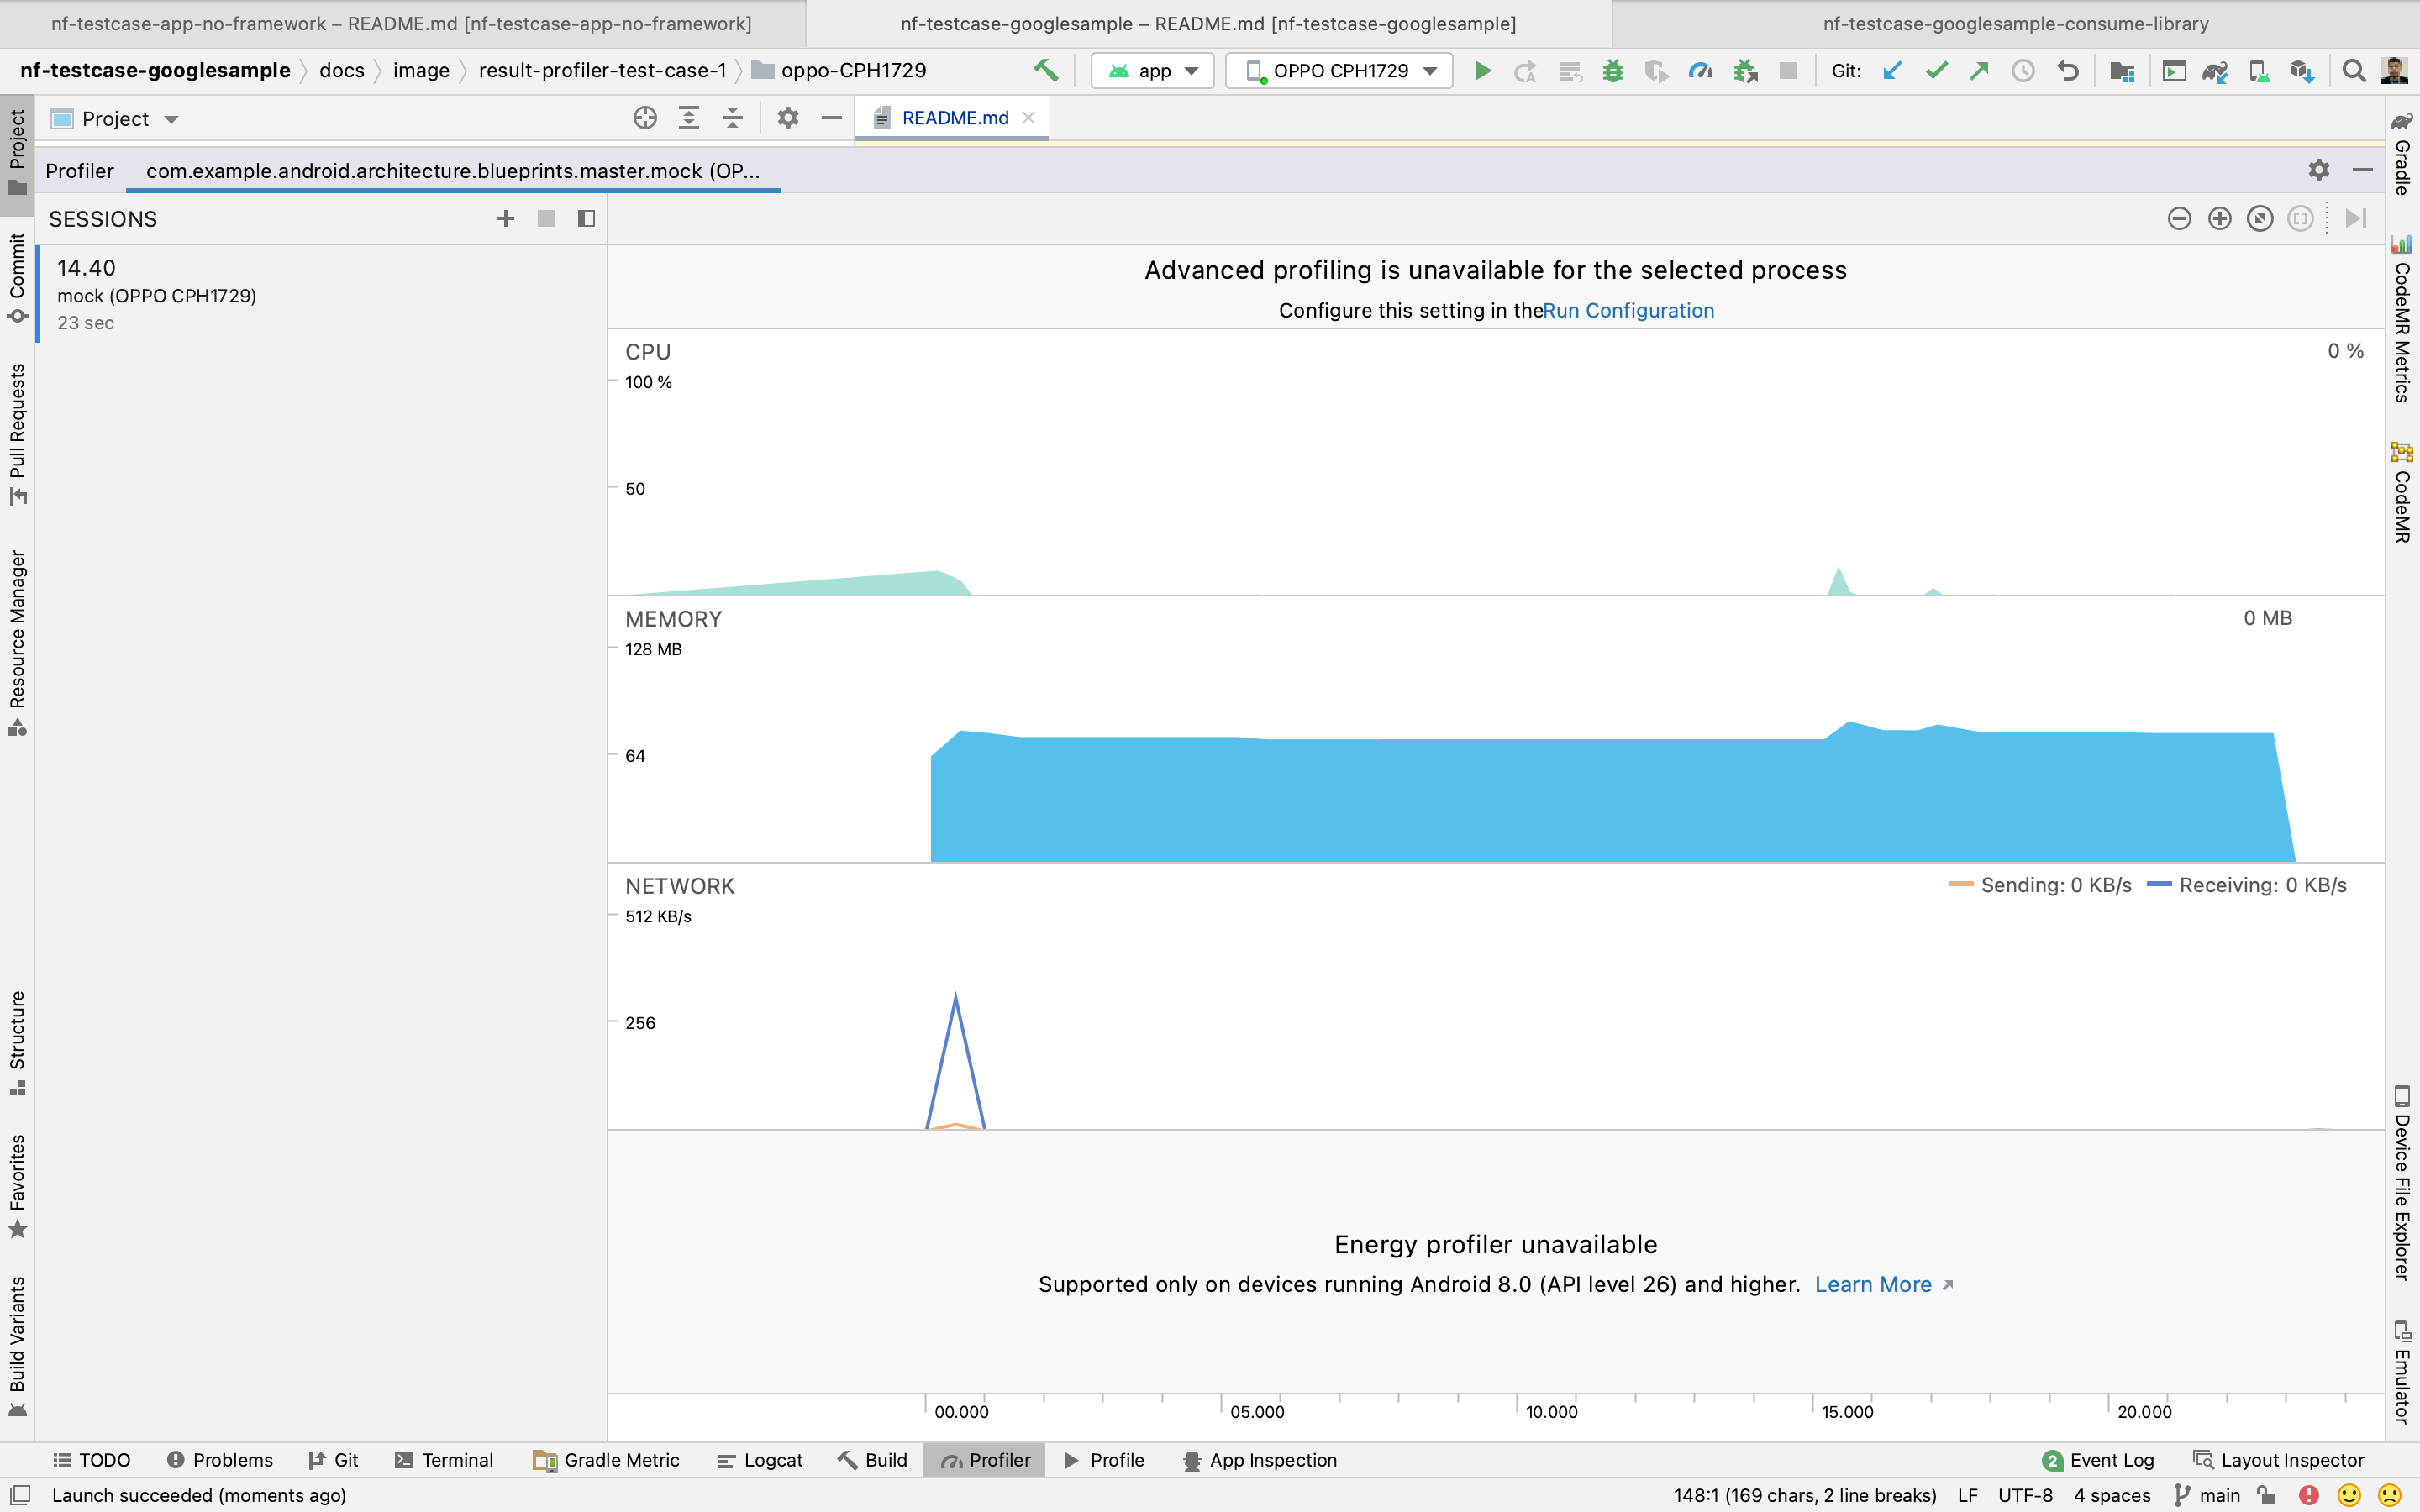 nf-testcase-app-no-framework – README.md [nf-testcase-app-no-framework]
nf-testcase-googlesample – README.md [nf-testcase-googlesample]
nf-testcase-googlesample-consume-library
nf-testcase-googlesample
docs
image
result-profiler-test-case-1
oppo-CPH1729
app
OPPO CPH1729
Git:
Project
README.md
Profiler
com.example.android.architecture.blueprints.master.mock (OP...
SESSIONS
14.40
mock (OPPO CPH1729)
23 sec
Advanced profiling is unavailable for the selected process
Configure this setting in theRun Configuration
CPU
0 %
100 %
50
MEMORY
0 MB
128 MB
64
NETWORK
Sending: 0 KB/s
Receiving: 0 KB/s
512 KB/s
256
Energy profiler unavailable
Supported only on devices running Android 8.0 (API level 26) and higher. Learn More
00.000
05.000
10.000
15.000
20.000
Project
Commit
Pull Requests
Resource Manager
Structure
Favorites
Build Variants
Gradle
CodeMR Metrics
CodeMR
Device File Explorer
Emulator
TODO
Problems
Git
Terminal
Gradle Metric
Logcat
Build
Profiler
Profile
App Inspection
2 Event Log
Layout Inspector
Launch succeeded (moments ago)
148:1 (169 chars, 2 line breaks)
LF
UTF-8
4 spaces
main